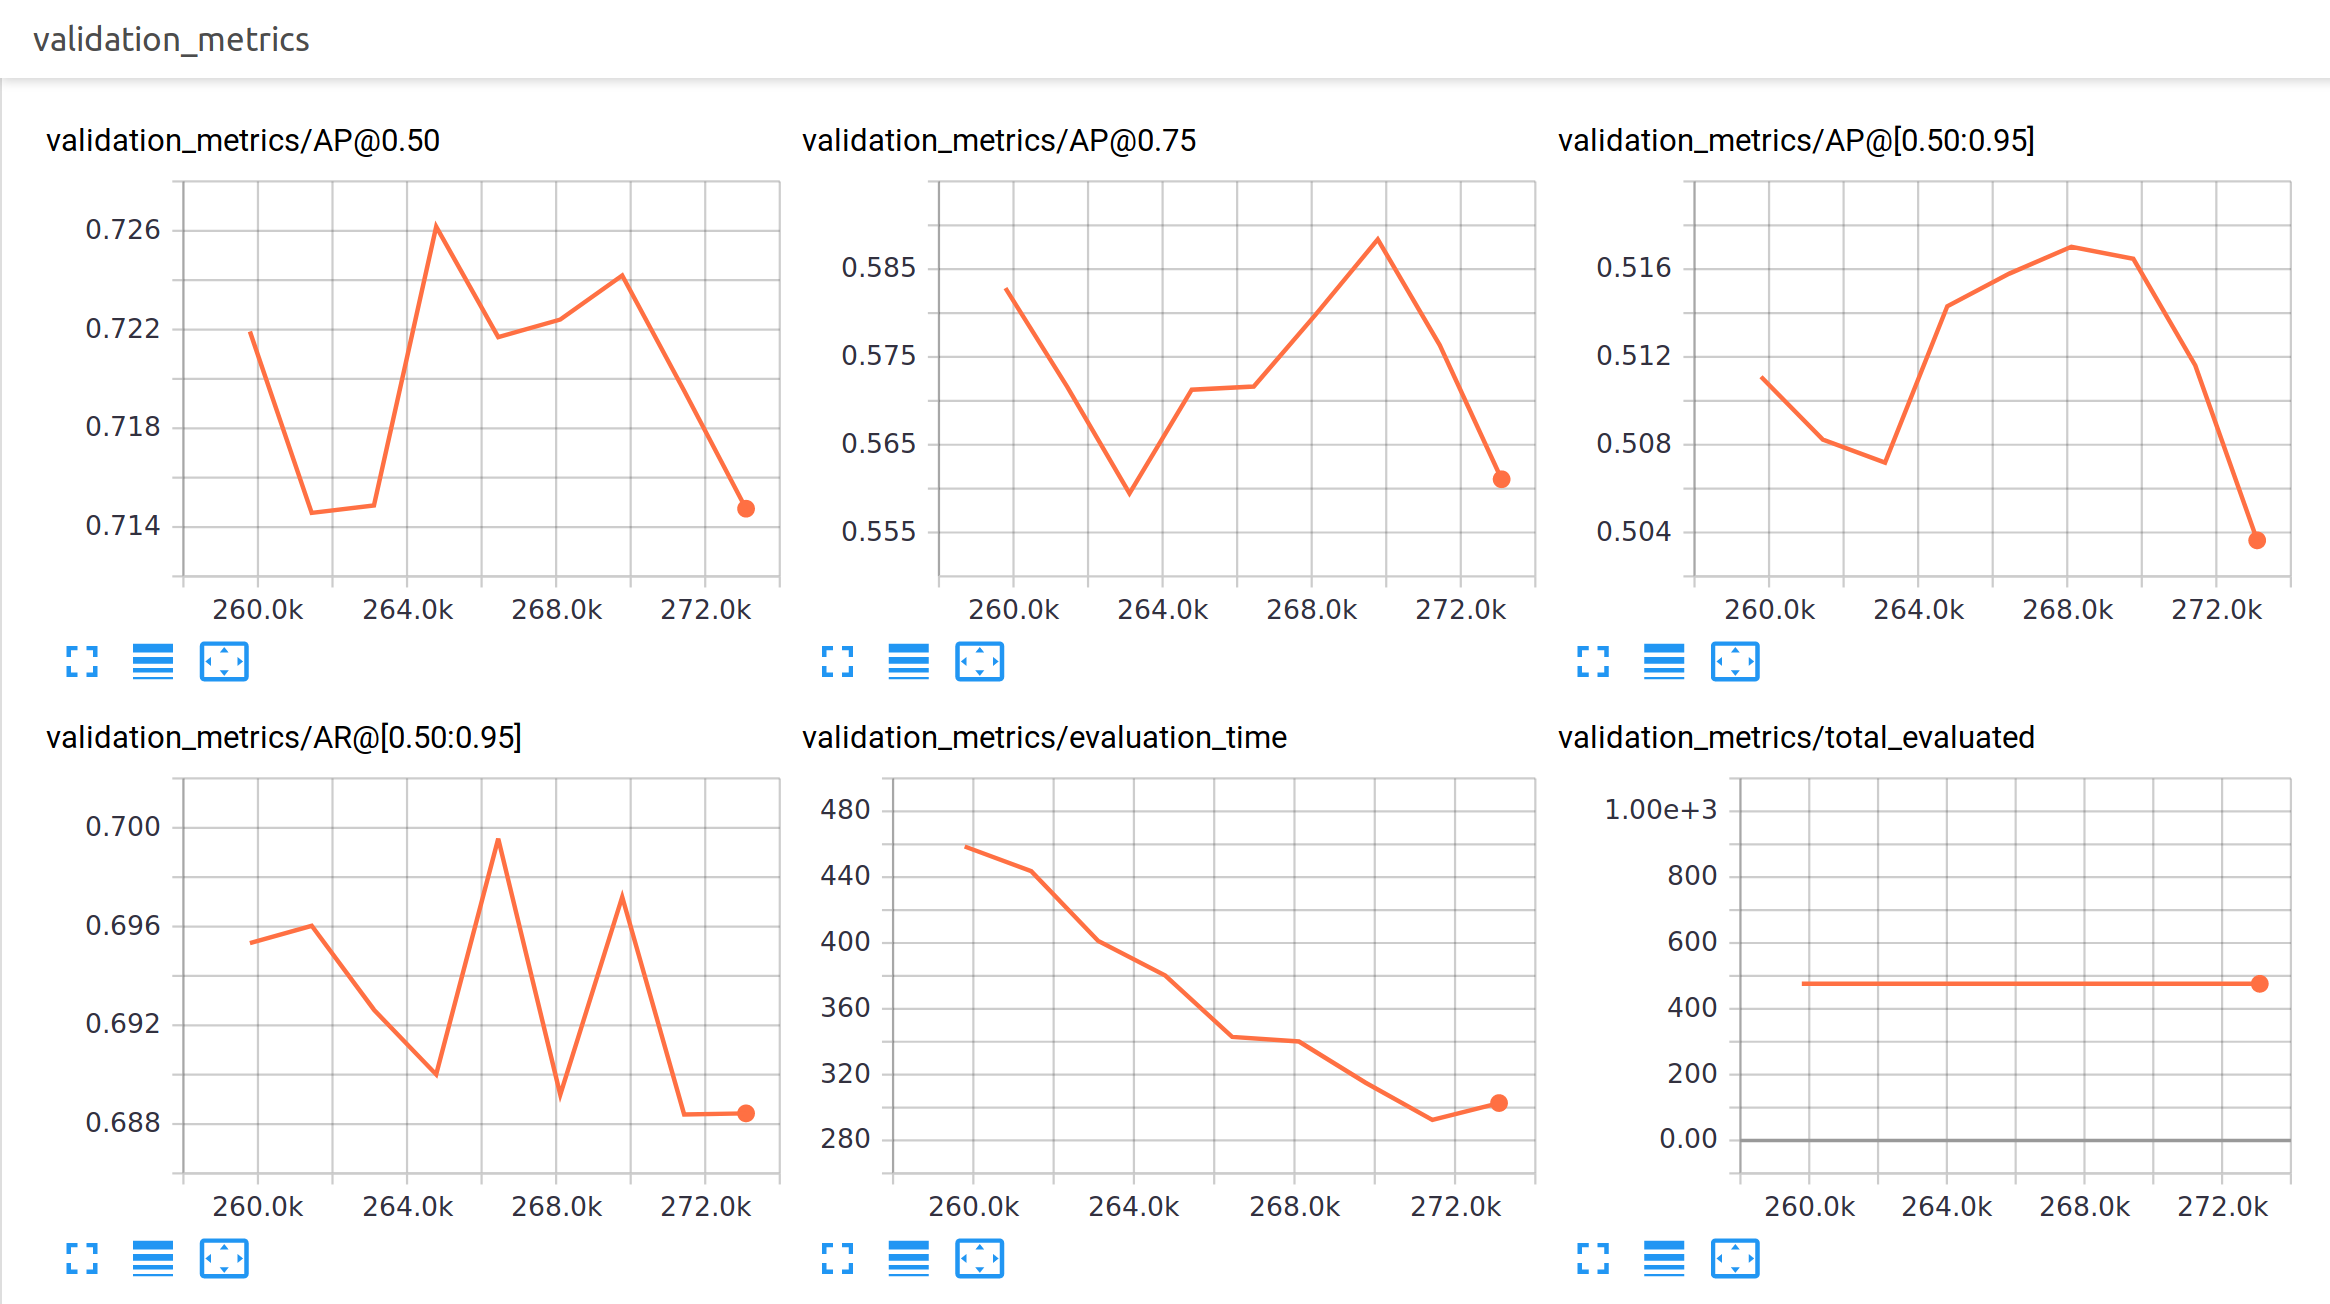 validation_metrics
validation_metrics/AP@0.50
0.726
0.722
0.718
0.714
260.0k 264.0k 268.0k 272.0k
validation_metrics/AP@0.75
0.585
0.575
0.565
0.555
260.0k 264.0k 268.0k 272.0k
validation_metrics/AP@[0.50:0.95]
0.516
0.512
0.508
0.504
260.0k 264.0k 268.0k 272.0k
validation_metrics/AR@[0.50:0.95]
0.700
0.696
0.692
0.688
260.0k 264.0k 268.0k 272.0k
validation_metrics/evaluation_time
480
440
400
360
320
280
260.0k 264.0k 268.0k 272.0k
validation_metrics/total_evaluated
1.00e+3
800
600
400
200
0.00
260.0k 264.0k 268.0k 272.0k